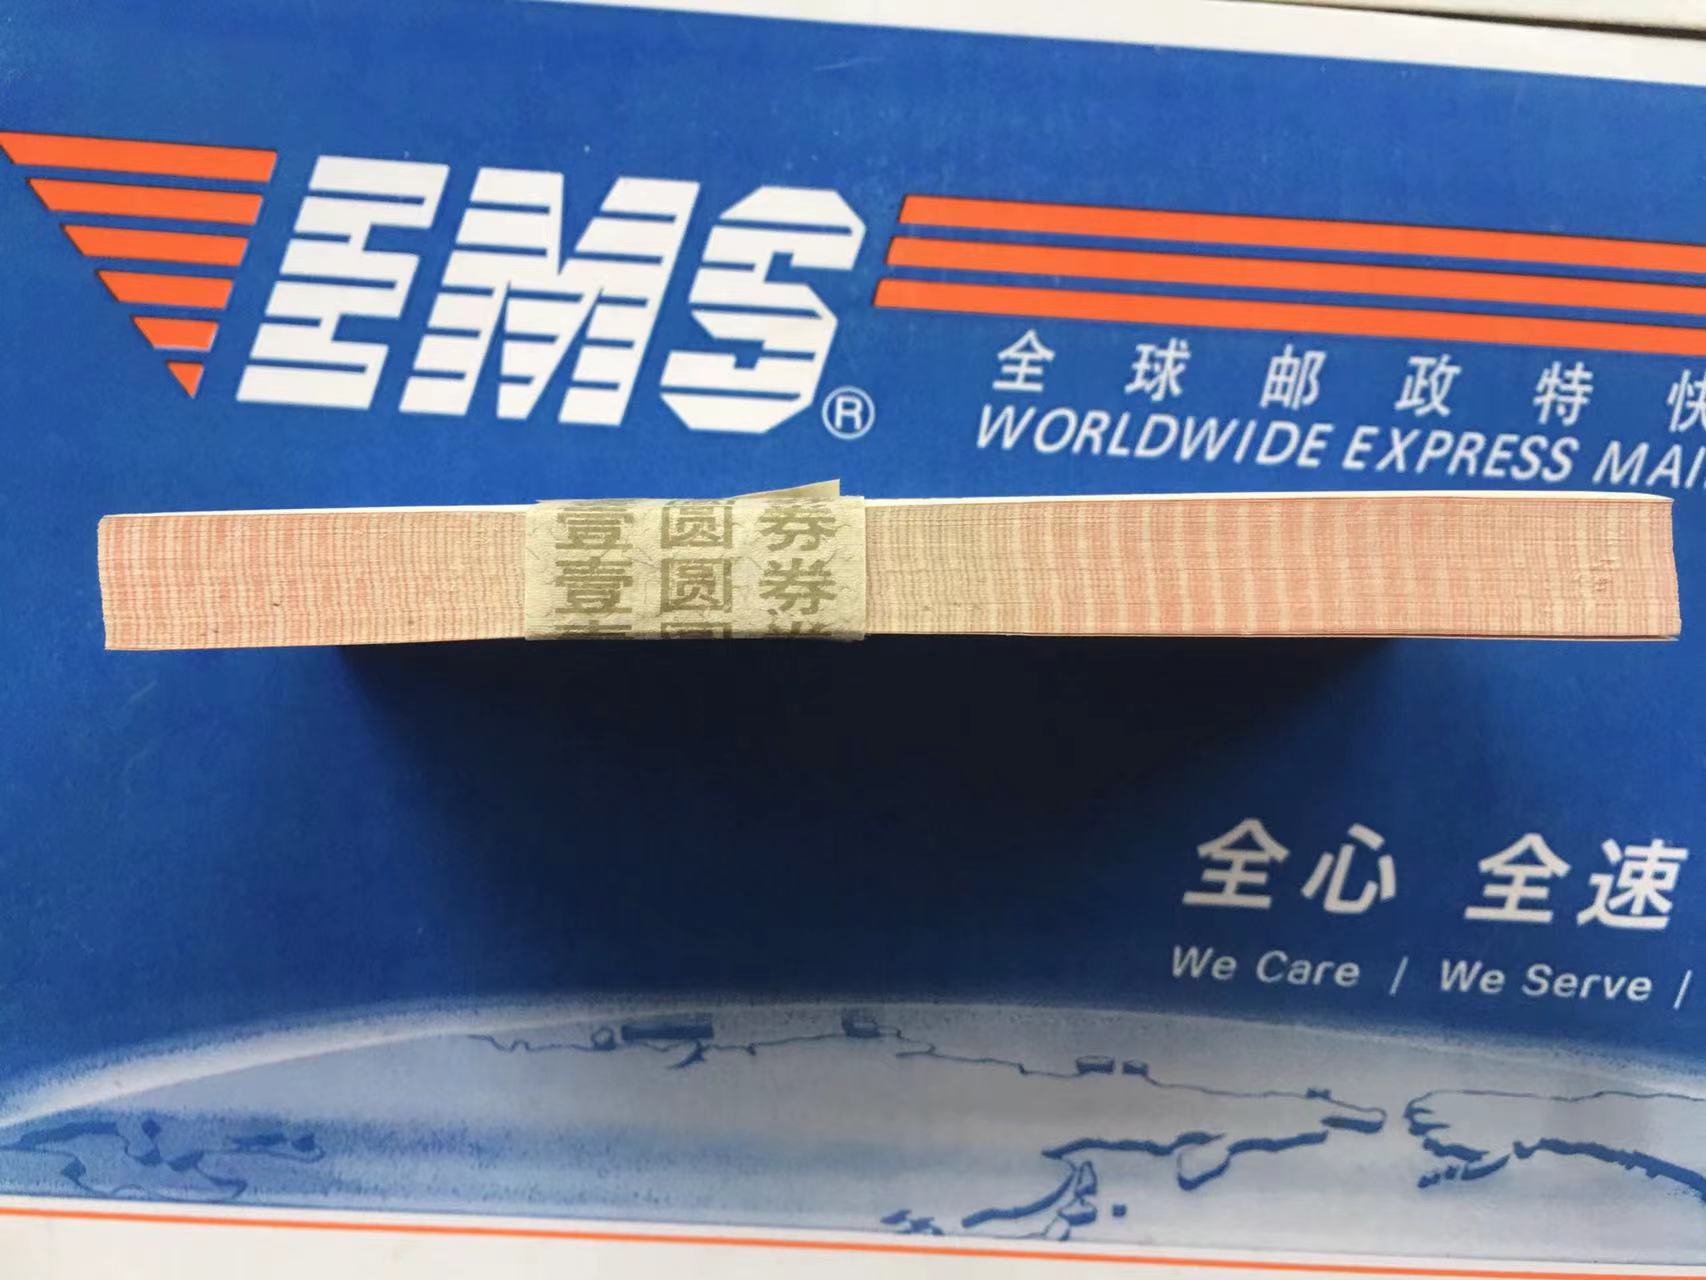 EMS®
全球邮政特快
WORLDWIDE EXPRESS MAI
壹圆券
壹圆券
全心 全速
We Care / We Serve /